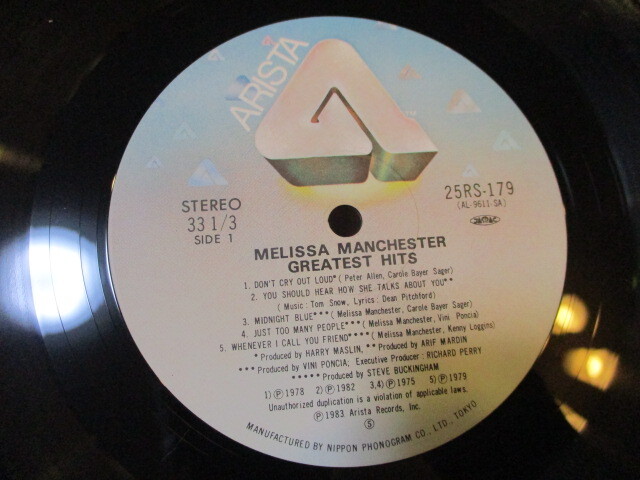 ARISTA
STEREO
33 1/3
SIDE 1
25RS-179
(AL-9611-SA)
MELISSA MANCHESTER
GREATEST HITS
1. DON'T CRY OUT LOUD* ( Peter Allen, Carole Bayer Sager)
2. YOU SHOULD HEAR HOW SHE TALKS ABOUT YOU**
( Music : Tom Snow, Lyrics : Dean Pitchford)
3. MIDNIGHT BLUE*** ( Melissa Manchester, Carole Bayer Sager)
4. JUST TOO MANY PEOPLE*** ( Melissa Manchester, Vini. Poncia)
5. WHENEVER I CALL YOU FRIEND**** ( Melissa Manchester, Kenny Loggins)
* Produced by HARRY MASLIN, ** Produced by ARIF MARDIN
*** Produced by VINI PONCIA; Executive Producer : RICHARD PERRY
***** Produced by STEVE BUCKINGHAM
1) Ⓟ 1978 2) Ⓟ 1982 3,4) Ⓟ 1975 5) Ⓟ 1979
Unauthorized duplication is a violation of applicable laws.
Ⓟ 1983 Arista Records, Inc.
Ⓢ
MANUFACTURED BY NIPPON PHONOGRAM CO., LTD., TOKYO